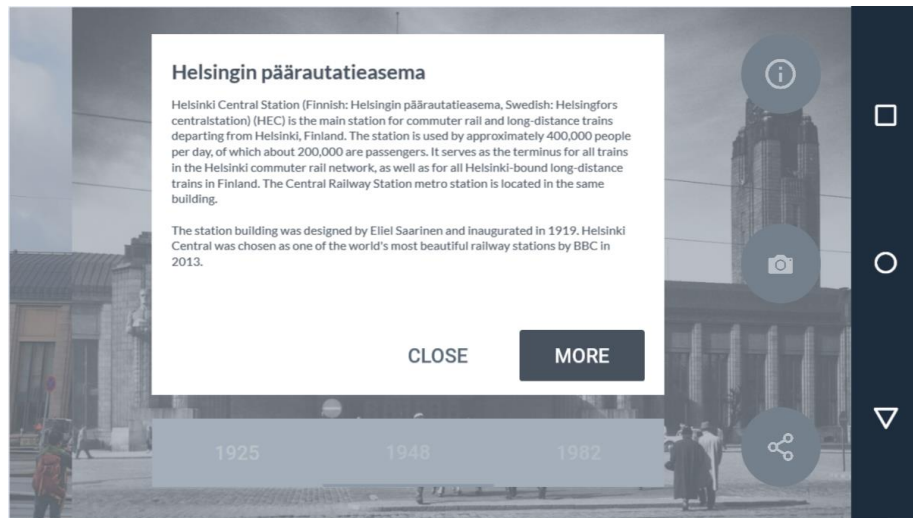 Helsingin päärautatieasema
Helsinki Central Station (Finnish: Helsingin päärautatieasema, Swedish: Helsingfors
centralstation) (HEC) is the main station for commuter rail and long-distance trains
departing from Helsinki, Finland. The station is used by approximately 400,000 people
per day, of which about 200,000 are passengers. It serves as the terminus for all trains
in the Helsinki commuter rail network, as well as for all Helsinki-bound long-distance
trains in Finland. The Central Railway Station metro station is located in the same
building.
The station building was designed by Eliel Saarinen and inaugurated in 1919. Helsinki
Central was chosen as one of the world's most beautiful railway stations by BBC in
2013.
CLOSE MORE
1925 1948 1982